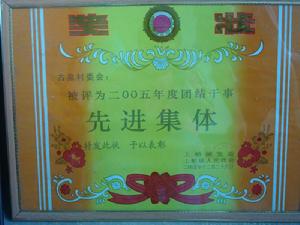 奖状
古泉村委会：
被评为二00五年度团结干事
先进集体
特发此状 予以表彰